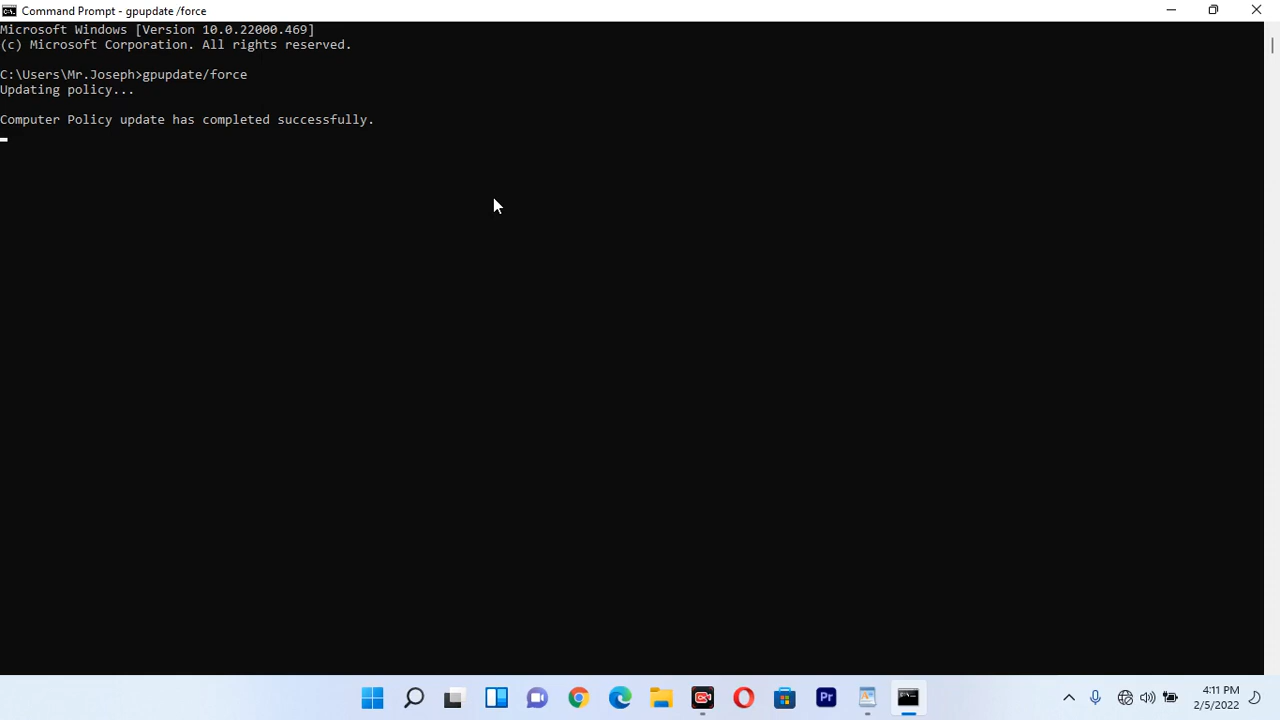 Command Prompt - gpupdate /force
Microsoft Windows [Version 10.0.22000.469]
(c) Microsoft Corporation. All rights reserved.
C:\Users\Mr.Joseph>gpupdate/force
Updating policy...
Computer Policy update has completed successfully.
Pr
4:11 PM
2/5/2022